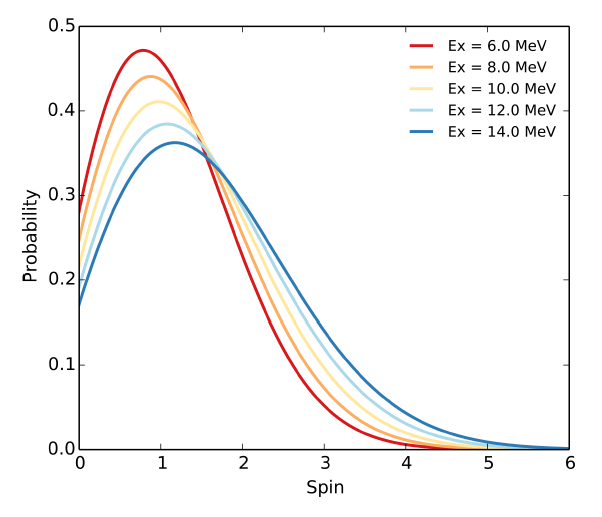 0.5
0.4
0.3
0.2
0.1
0.0
Probability
0 1 2 3 4 5 6
Spin
Ex = 6.0 MeV
Ex = 8.0 MeV
Ex = 10.0 MeV
Ex = 12.0 MeV
Ex = 14.0 MeV